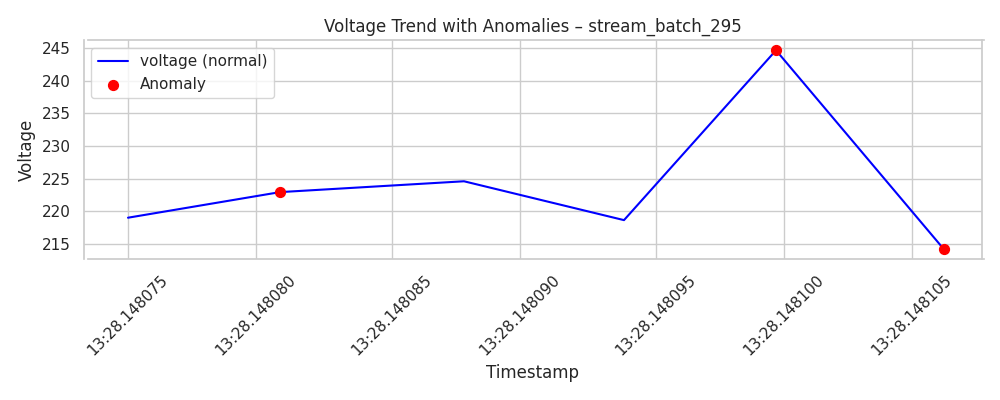 Voltage Trend with Anomalies – stream_batch_295
voltage (normal)
Anomaly
Voltage
245
240
235
230
225
220
215
13:28.148075
13:28.148080
13:28.148085
13:28.148090
13:28.148095
13:28.148100
13:28.148105
Timestamp